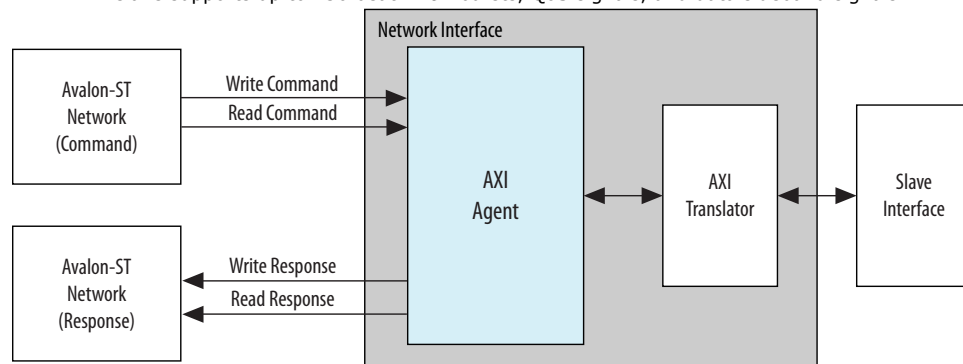 Network Interface
Avalon-ST
Network
(Command)
Write Command
Read Command
AXI
Agent
AXI
Translator
Slave
Interface
Avalon-ST
Network
(Response)
Write Response
Read Response